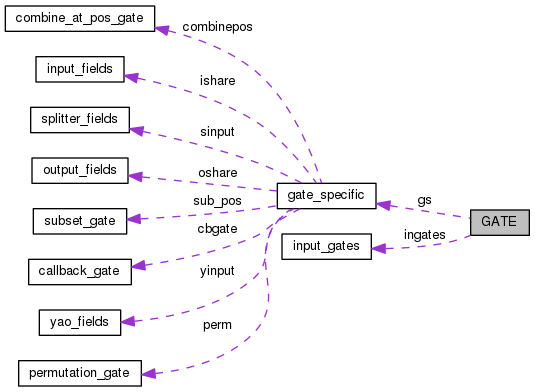 combine_at_pos_gate
combinepos
input_fields
ishare
splitter_fields
sinput
output_fields
oshare
gate_specific
gs
sub_pos
subset_gate
GATE
cbgate
input_gates
ingates
callback_gate
yinput
yao_fields
perm
permutation_gate